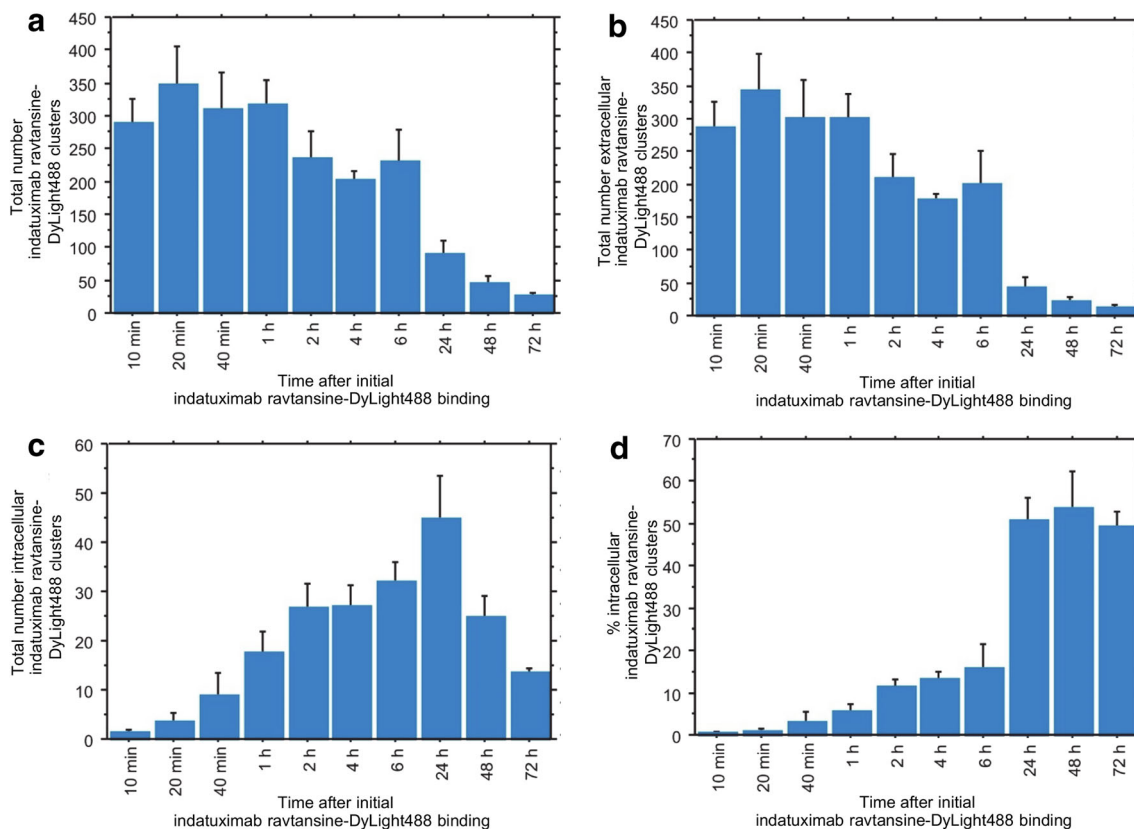 a
Total number
indatuximab ravtansine-
DyLight488 clusters
450
400
350
300
250
200
150
100
50
0
10 min
20 min
40 min
1 h
2 h
4 h
6 h
24 h
48 h
72 h
Time after initial
indatuximab ravtansine-DyLight488 binding
b
Total number extracellular
indatuximab ravtansine-
DyLight488 clusters
450
400
350
300
250
200
150
100
50
0
10 min
20 min
40 min
1 h
2 h
4 h
6 h
24 h
48 h
72 h
Time after initial
indatuximab ravtansine-DyLight488 binding
c
Total number intracellular
indatuximab ravtansine-
DyLight488 clusters
60
50
40
30
20
10
0
10 min
20 min
40 min
1 h
2 h
4 h
6 h
24 h
48 h
72 h
Time after initial
indatuximab ravtansine-DyLight488 binding
d
% intracellular
indatuximab ravtansine-
DyLight488 clusters
70
60
50
40
30
20
10
0
10 min
20 min
40 min
1 h
2 h
4 h
6 h
24 h
48 h
72 h
Time after initial
indatuximab ravtansine-DyLight488 binding